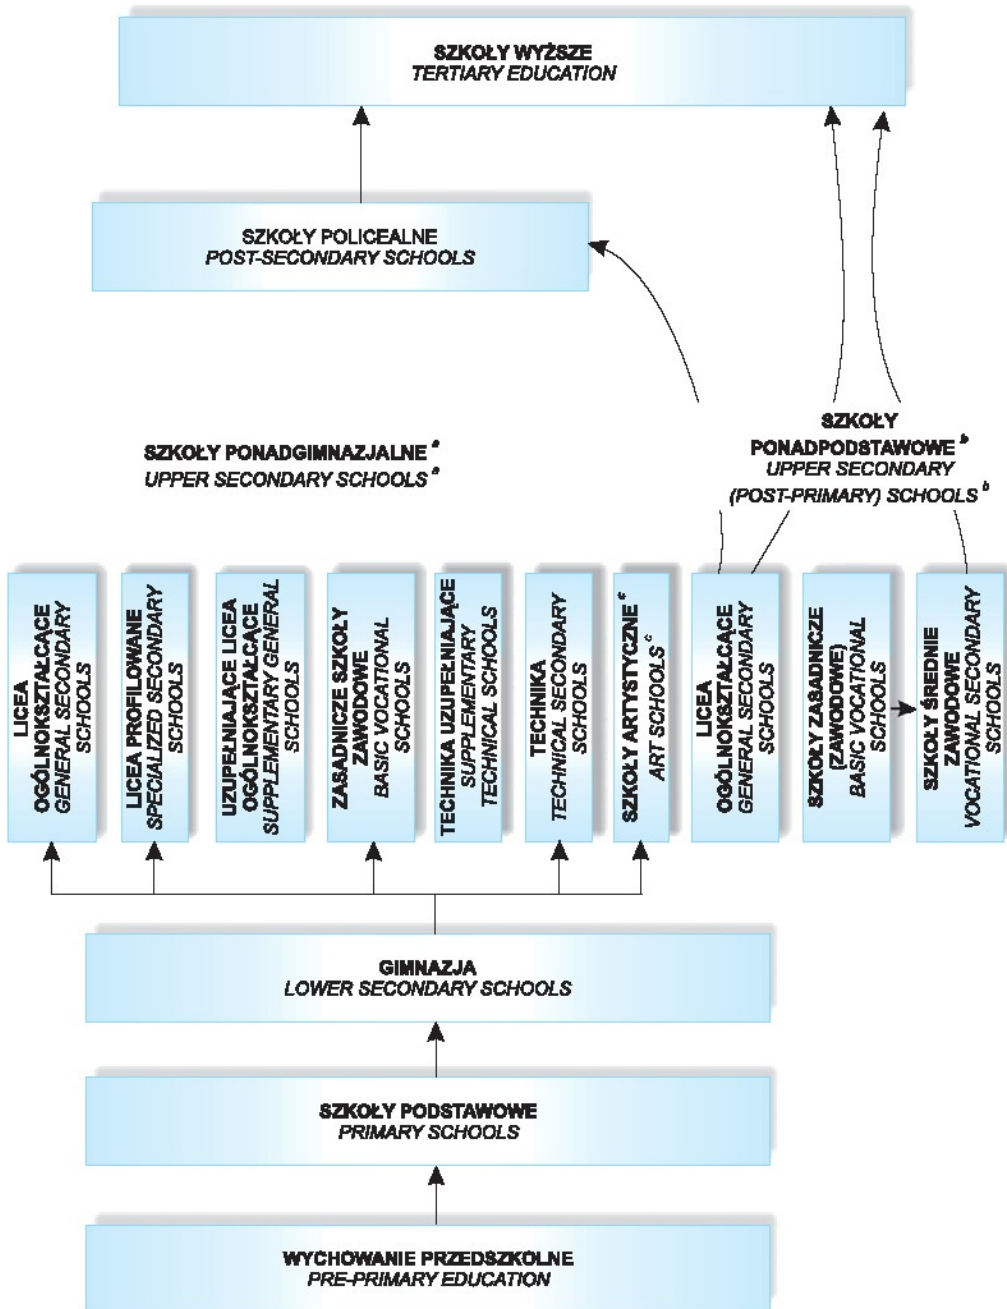 SZKOŁY WYŻSZE
TERTIARY EDUCATION
SZKOŁY POLICEALNE
POST-SECONDARY SCHOOLS
SZKOŁY PONADGIMNAZJALNE a
UPPER SECONDARY SCHOOLS a
SZKOŁY
PONADPODSTAWOWE b
UPPER SECONDARY
(POST-PRIMARY) SCHOOLS b
LICEA
OGÓLNOKSZTAŁCĄCE
GENERAL SECONDARY
SCHOOLS
LICEA PROFILOWANE
SPECIALIZED SECONDARY
SCHOOLS
UZUPEŁNIAJĄCE LICEA
OGÓLNOKSZTAŁCĄCE
SUPPLEMENTARY GENERAL
SCHOOLS
ZASADNICZE SZKOŁY
ZAWODOWE
BASIC VOCATIONAL
SCHOOLS
TECHNIKA UZUPEŁNIAJĄCE
SUPPLEMENTARY
TECHNICAL SCHOOLS
TECHNIKA
TECHNICAL SECONDARY
SCHOOLS
SZKOŁY ARTYSTYCZNE c
ART SCHOOLS c
LICEA
OGÓLNOKSZTAŁCĄCE
GENERAL SECONDARY
SCHOOLS
SZKOŁY ZASADNICZE
(ZAWODOWE)
BASIC VOCATIONAL
SCHOOLS
SZKOŁY ŚREDNIE
ZAWODOWE
VOCATIONAL SECONDARY
SCHOOLS
GIMNAZJA
LOWER SECONDARY SCHOOLS
SZKOŁY PODSTAWOWE
PRIMARY SCHOOLS
WYCHOWANIE PRZEDSZKOLNE
PRE-PRIMARY EDUCATION